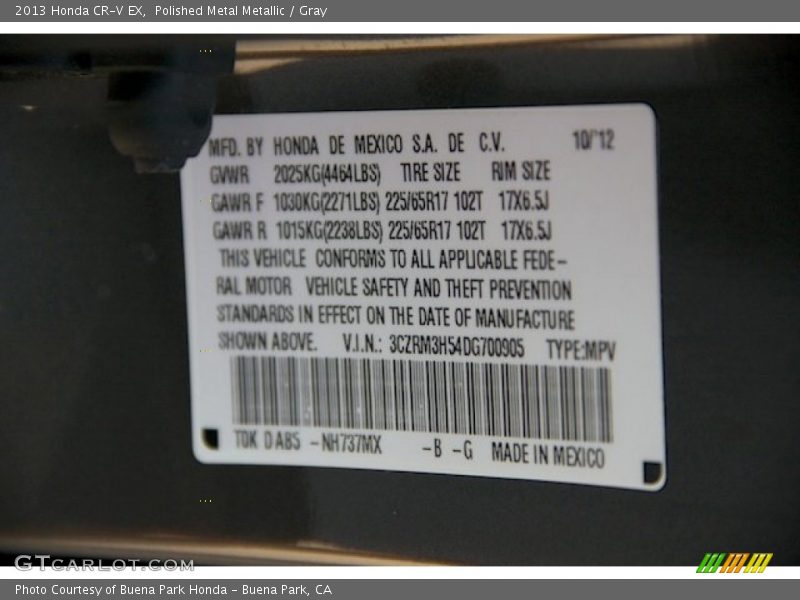 2013 Honda CR-V EX, Polished Metal Metallic / Gray
MFD. BY HONDA DE MEXICO S.A. DE C.V. 10/'12
GVWR 2025KG(4464LBS) TIRE SIZE RIM SIZE
GAWR F 1030KG(2271LBS) 225/65R17 102T 17X6.5J
GAWR R 1015KG(2238LBS) 225/65R17 102T 17X6.5J
THIS VEHICLE CONFORMS TO ALL APPLICABLE FEDE-
RAL MOTOR VEHICLE SAFETY AND THEFT PREVENTION
STANDARDS IN EFFECT ON THE DATE OF MANUFACTURE
SHOWN ABOVE. V.I.N.: 3CZRM3H54DG700905 TYPE:MPV
T0K D AB5 -NH737MX -B -G MADE IN MEXICO
GTCARLOT.COM
Photo Courtesy of Buena Park Honda - Buena Park, CA